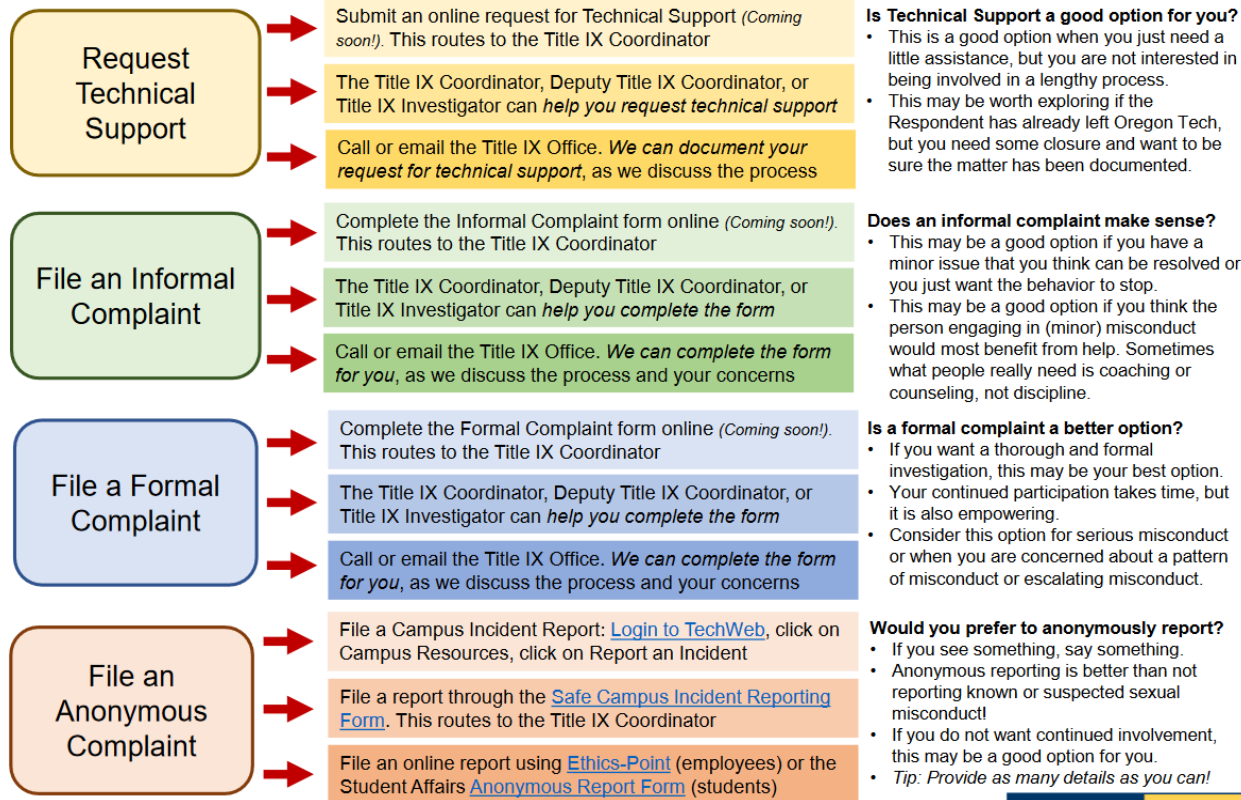 Request
Technical
Support
Submit an online request for Technical Support (Coming
soon!). This routes to the Title IX Coordinator
The Title IX Coordinator, Deputy Title IX Coordinator, or
Title IX Investigator can help you request technical support
Call or email the Title IX Office. We can document your
request for technical support, as we discuss the process
Is Technical Support a good option for you?
• This is a good option when you just need a
little assistance, but you are not interested in
being involved in a lengthy process.
• This may be worth exploring if the
Respondent has already left Oregon Tech,
but you need some closure and want to be
sure the matter has been documented.
File an Informal
Complaint
Complete the Informal Complaint form online (Coming soon!).
This routes to the Title IX Coordinator
The Title IX Coordinator, Deputy Title IX Coordinator, or
Title IX Investigator can help you complete the form
Call or email the Title IX Office. We can complete the form
for you, as we discuss the process and your concerns
Does an informal complaint make sense?
• This may be a good option if you have a
minor issue that you think can be resolved or
you just want the behavior to stop.
• This may be a good option if you think the
person engaging in (minor) misconduct
would most benefit from help. Sometimes
what people really need is coaching or
counseling, not discipline.
File a Formal
Complaint
Complete the Formal Complaint form online (Coming soon!).
This routes to the Title IX Coordinator
The Title IX Coordinator, Deputy Title IX Coordinator, or
Title IX Investigator can help you complete the form
Call or email the Title IX Office. We can complete the form
for you, as we discuss the process and your concerns
Is a formal complaint a better option?
• If you want a thorough and formal
investigation, this may be your best option.
• Your continued participation takes time, but
it is also empowering.
• Consider this option for serious misconduct
or when you are concerned about a pattern
of misconduct or escalating misconduct.
File an
Anonymous
Complaint
File a Campus Incident Report: Login to TechWeb, click on
Campus Resources, click on Report an Incident
File a report through the Safe Campus Incident Reporting
Form. This routes to the Title IX Coordinator
File an online report using Ethics-Point (employees) or the
Student Affairs Anonymous Report Form (students)
Would you prefer to anonymously report?
• If you see something, say something.
• Anonymous reporting is better than not
reporting known or suspected sexual
misconduct!
• If you do not want continued involvement,
this may be a good option for you.
• Tip: Provide as many details as you can!